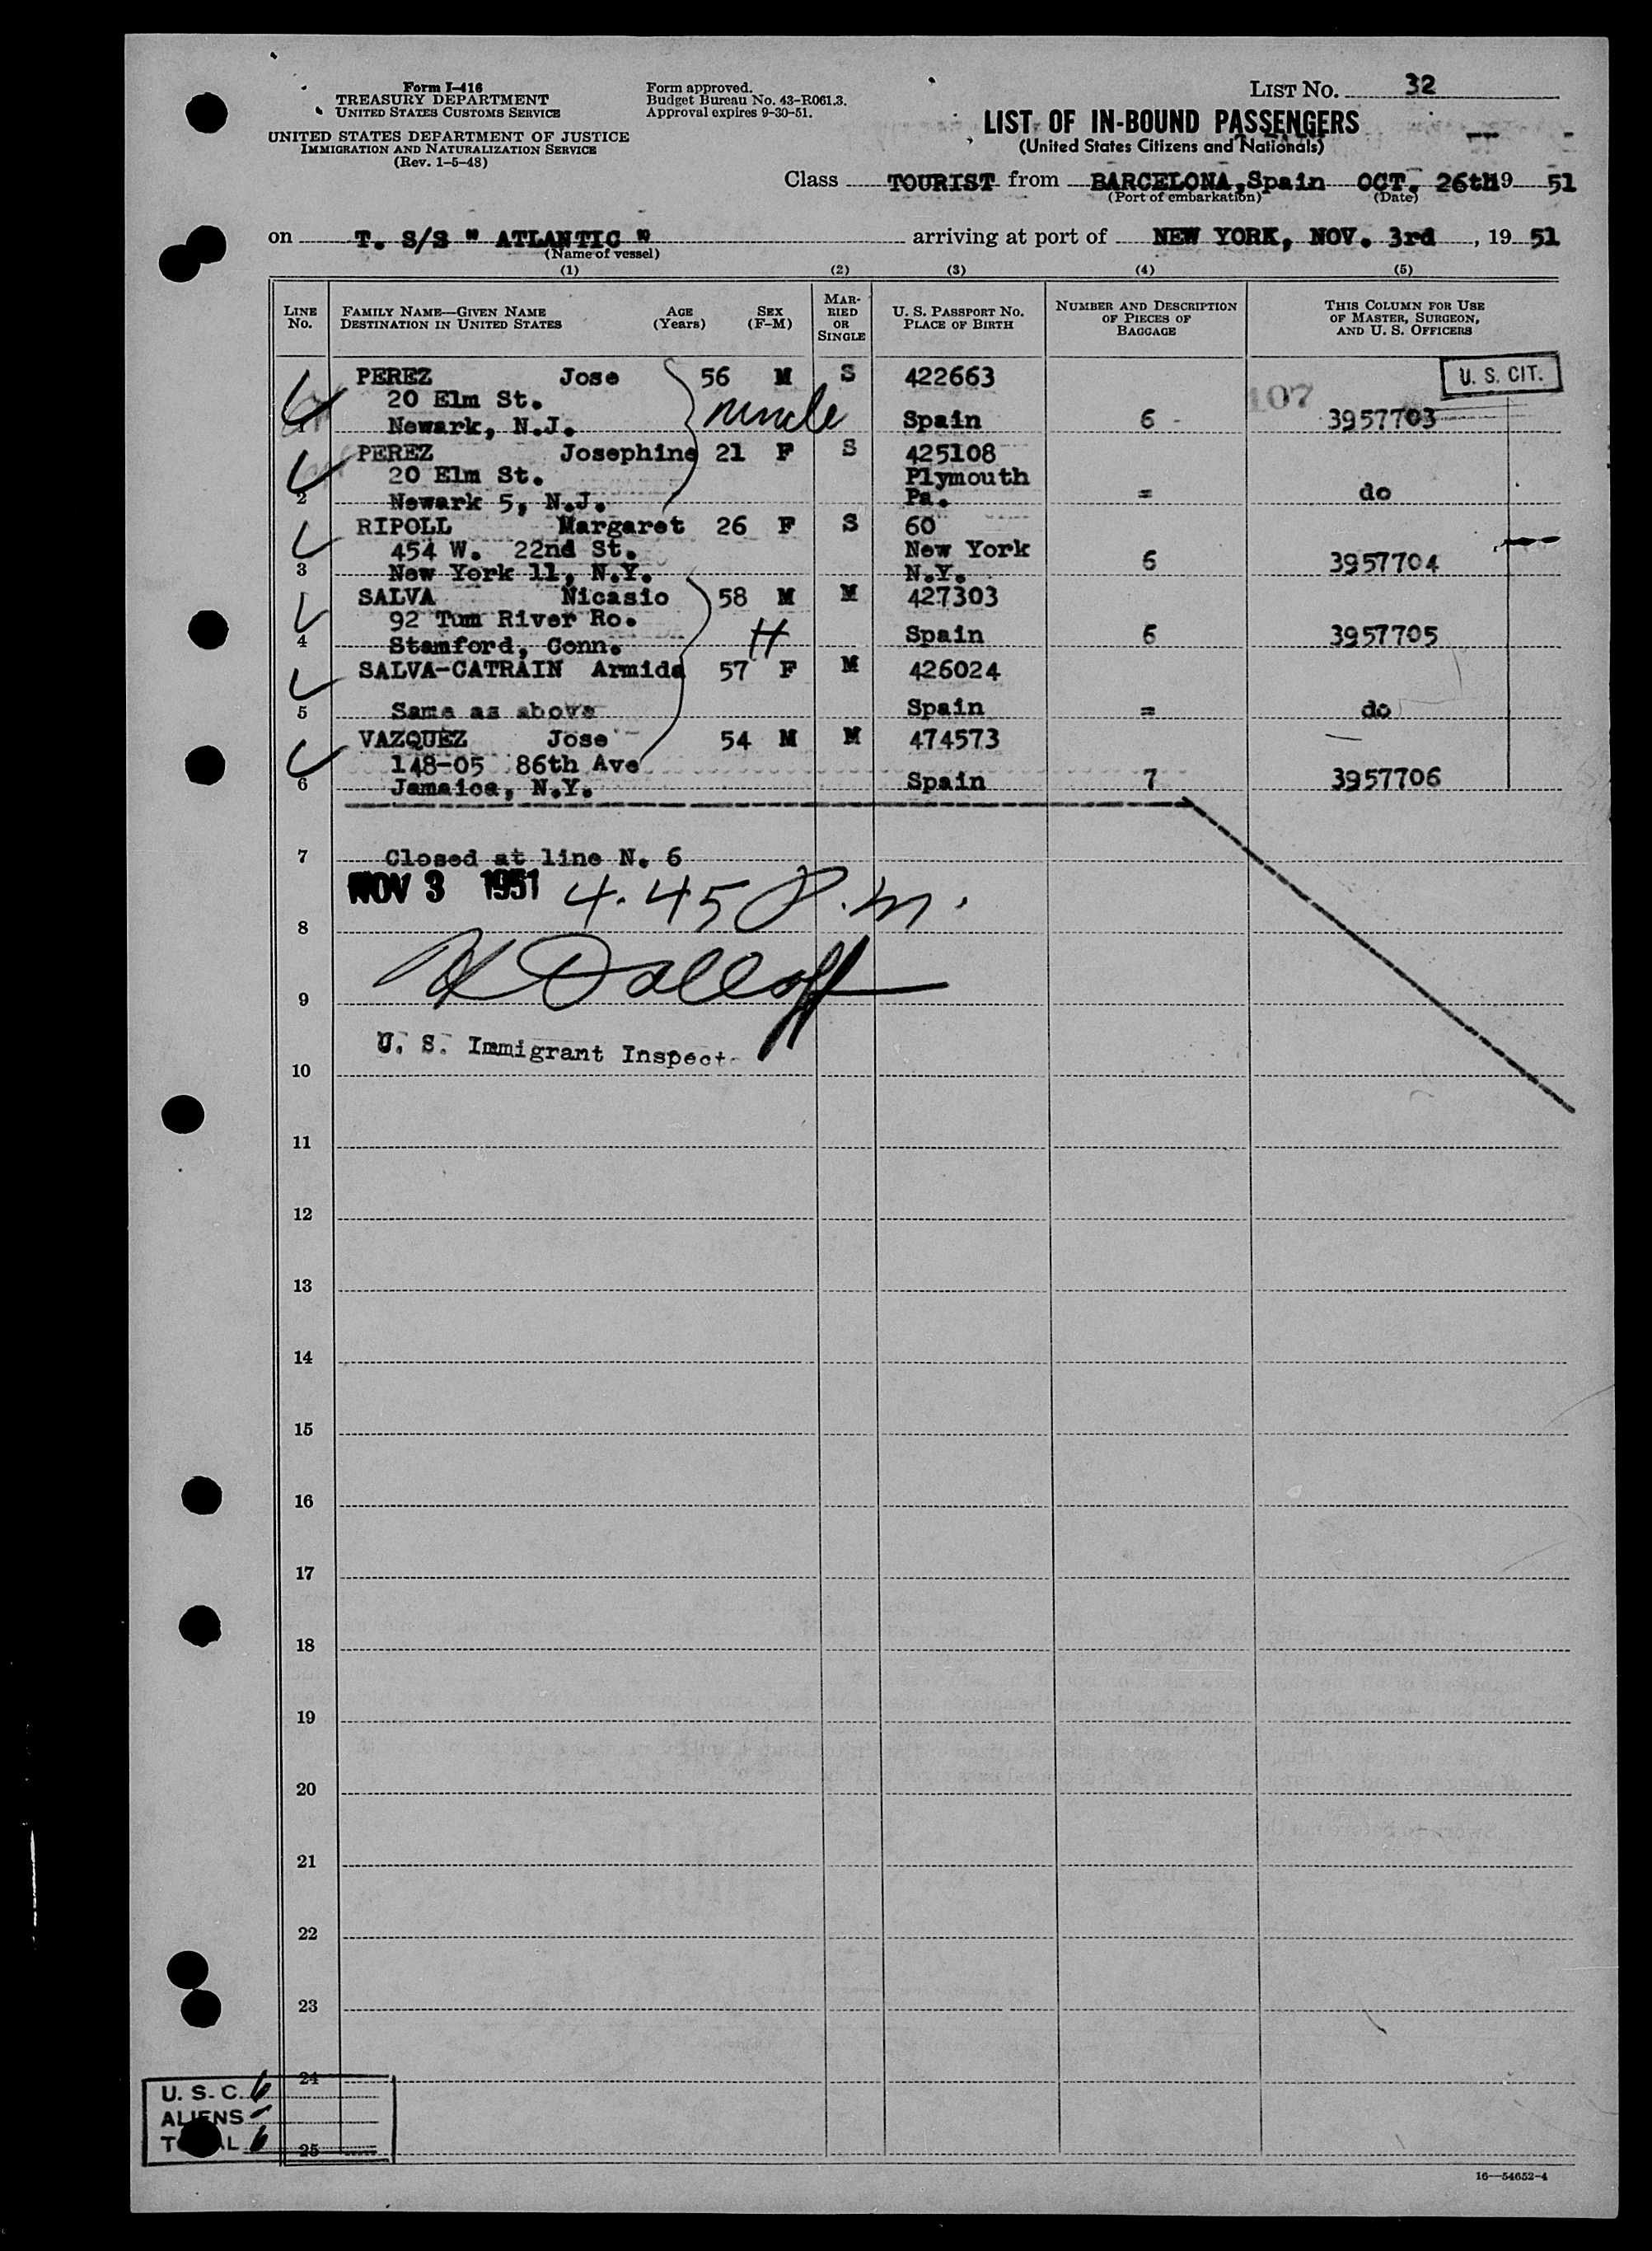 Form I-416
TREASURY DEPARTMENT
UNITED STATES CUSTOMS SERVICE
UNITED STATES DEPARTMENT OF JUSTICE
IMMIGRATION AND NATURALIZATION SERVICE
(Rev. 1-5-48)
Form approved.
Budget Bureau No. 43-R061.3.
Approval expires 9-30-51.
LIST No. 32
LIST OF IN-BOUND PASSENGERS
(United States Citizens and Nationals)
Class TOURIST from BARCELONA, Spain OCT. 26th 19 51
(Port of embarkation) (Date)
on T. S/S " ATLANTIC " arriving at port of NEW YORK, NOV. 3rd , 19 51
(Name of vessel)
(1) (2) (3) (4) (5)
LINE No. FAMILY NAME—GIVEN NAME DESTINATION IN UNITED STATES AGE (Years) SEX (F-M) MARRIED OR SINGLE U. S. PASSPORT No. PLACE OF BIRTH NUMBER AND DESCRIPTION OF PIECES OF BAGGAGE THIS COLUMN FOR USE OF MASTER, SURGEON, AND U. S. OFFICERS
U. S. CIT.
PEREZ Jose 56 M S 422663
20 Elm St. 107
1 Newark, N.J. uncle Spain 6 - 3957703
PEREZ Josephine 21 F S 425108
20 Elm St. Plymouth
2 Newark 5, N.J. Pa. = do
RIPOLL Margaret 26 F S 60
454 W. 22nd St. New York
3 New York 11, N.Y. N.Y. 6 3957704
SALVA Nicasio 58 M M 427303
92 Tum River Ro.
4 Stamford, Conn. H Spain 6 3957705
SALVA-CATRAIN Armida 57 F M 426024
5 Same as above Spain = do
VAZQUEZ Jose 54 M M 474573
148-05 86th Ave
6 Jamaica, N.Y. Spain 7 3957706
7 Closed at line N. 6
NOV 3 1951 4.45 P.m.
8
9
U. S. Immigrant Inspect
10
11
12
13
14
15
16
17
18
19
20
21
22
23
24
U. S. C. 6
ALIENS -
TOTAL 6
25
16—54652-4